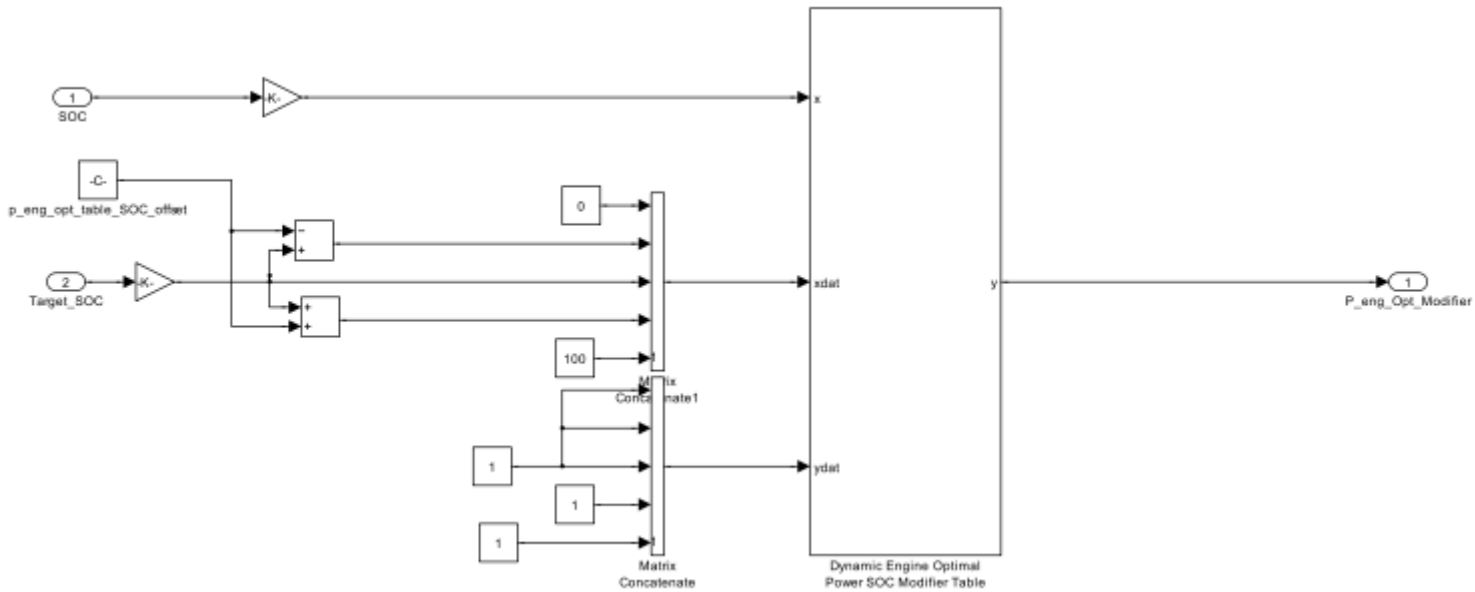 1
SOC
-K-
x
-C-
p_eng_opt_table_SOC_offset
0
−
+
2
Target_SOC
-K-
xdat
y
1
P_eng_Opt_Modifier
+
+
100
Matrix
Concatenate1
1
ydat
1
1
Matrix
Concatenate
Dynamic Engine Optimal
Power SOC Modifier Table